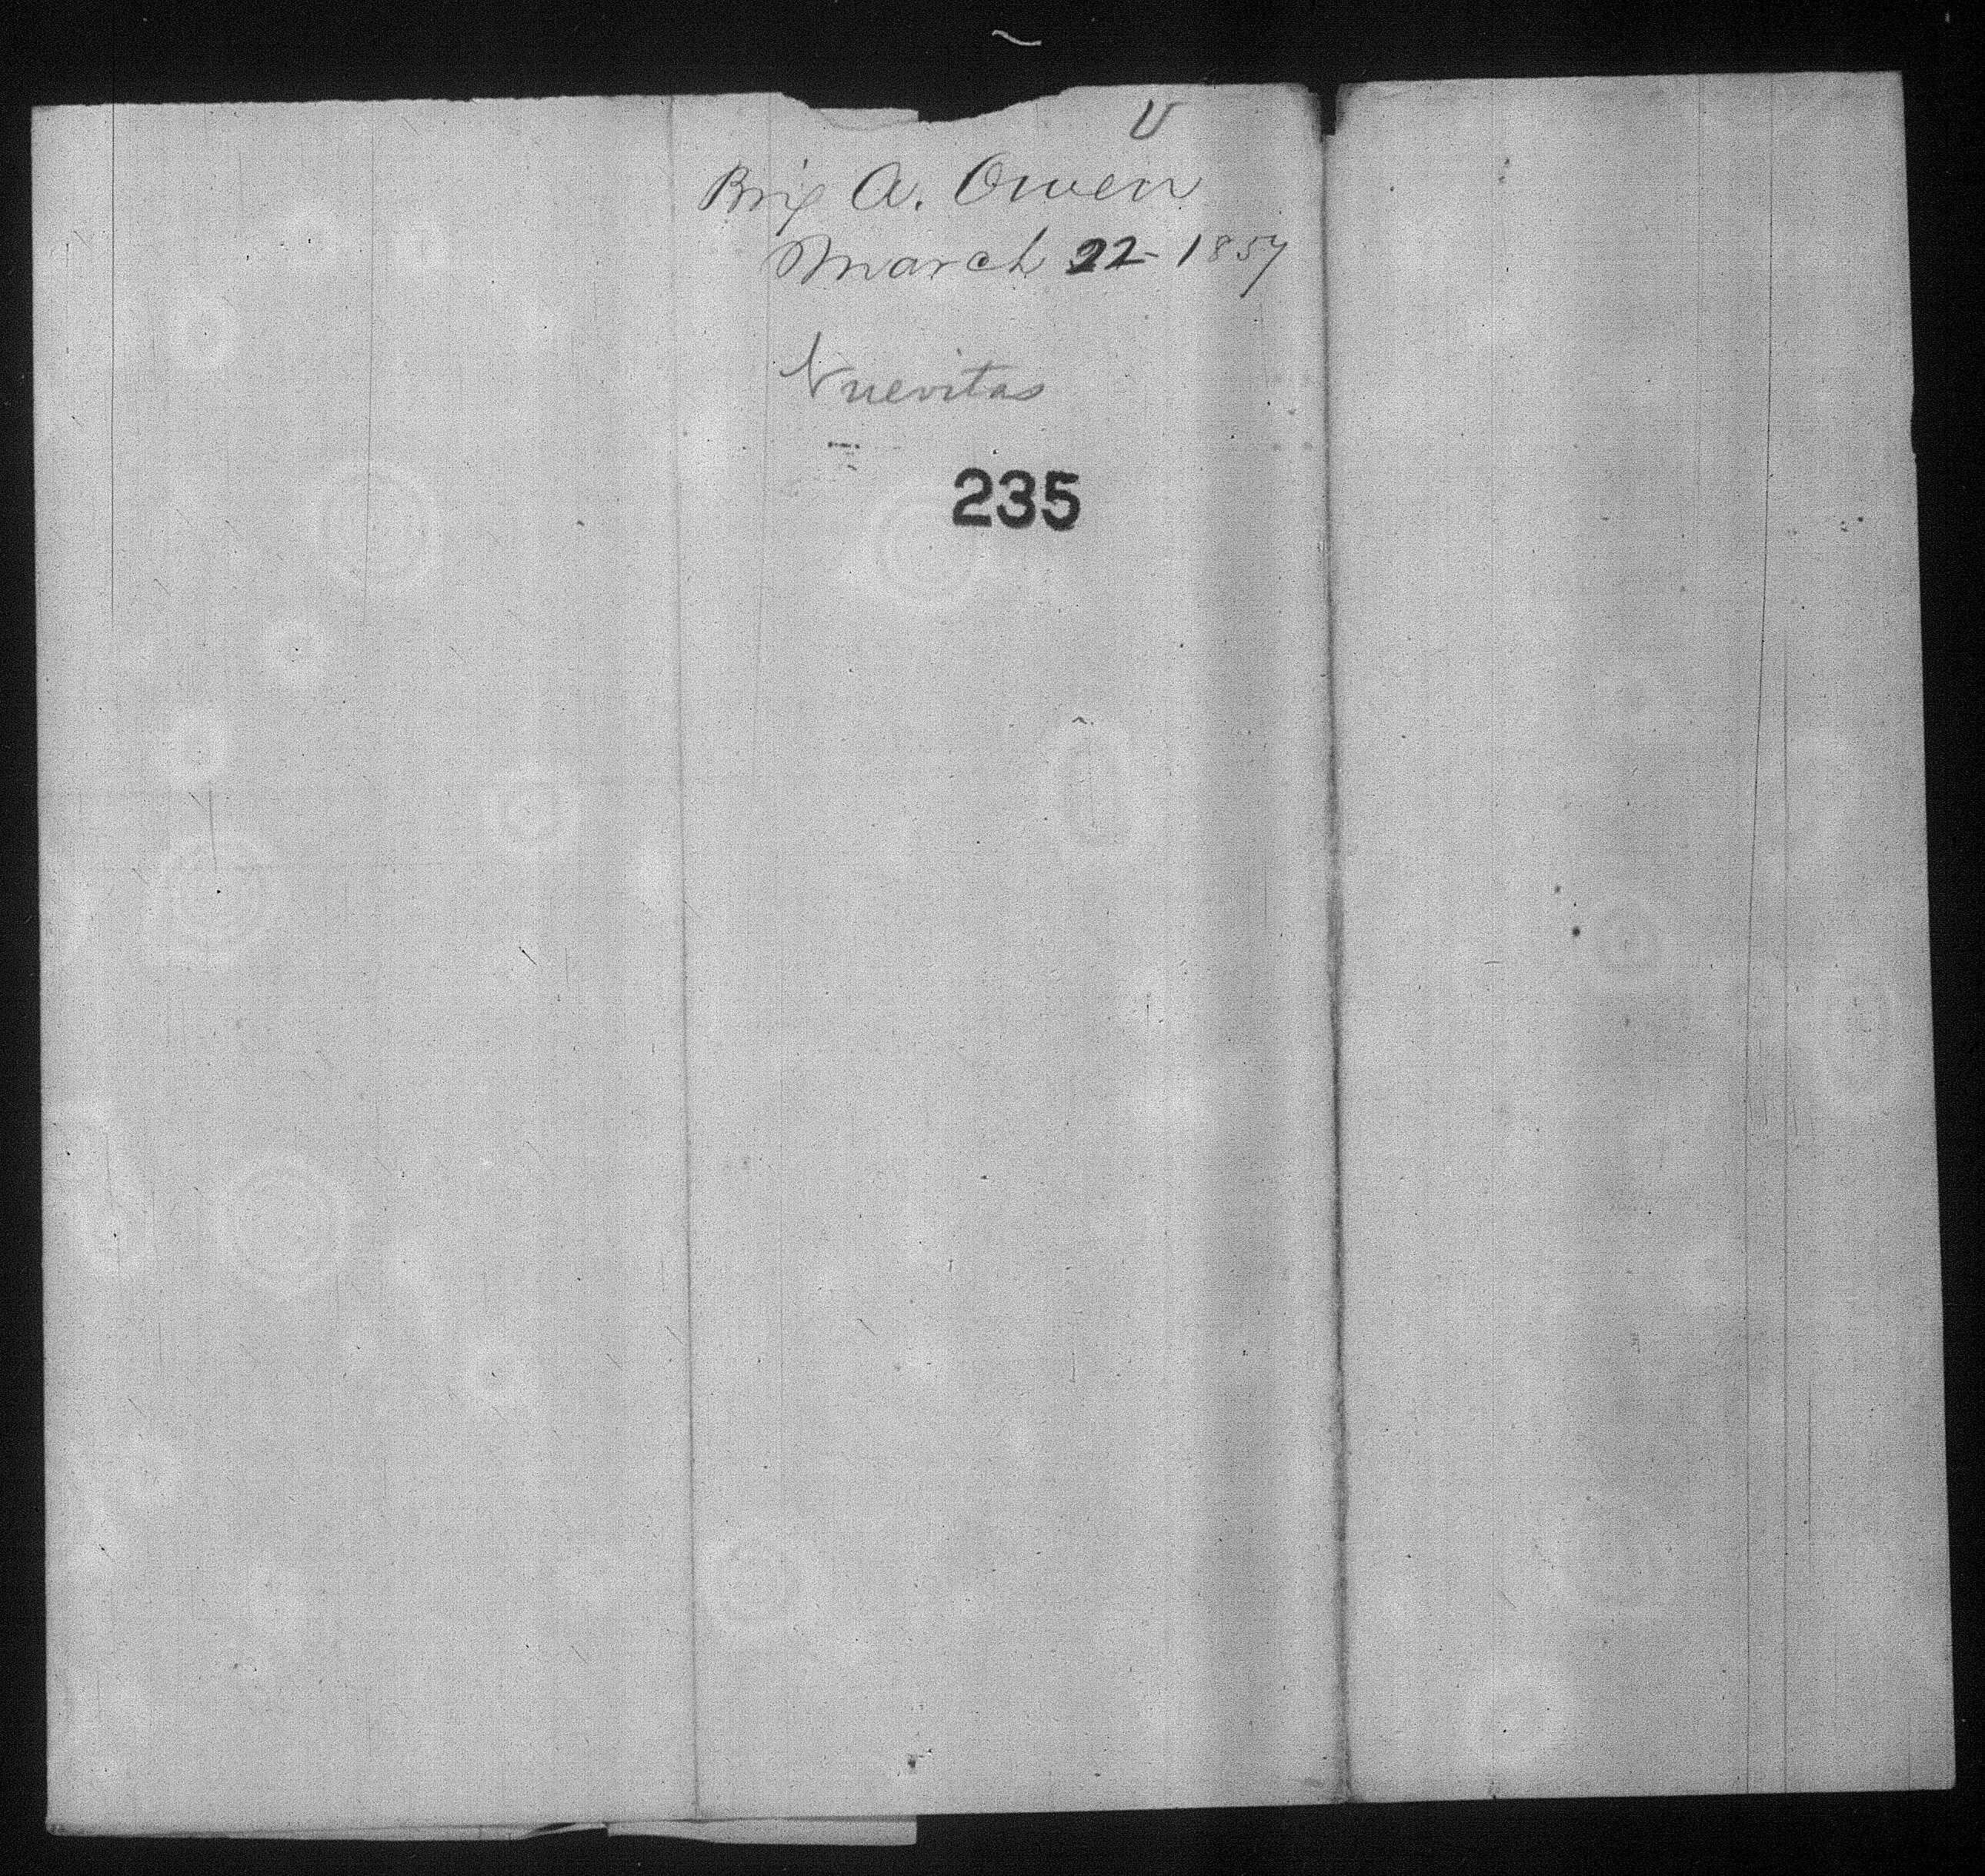 U
Brig A. Owen
March 22 - 1857
Nuevitas
235